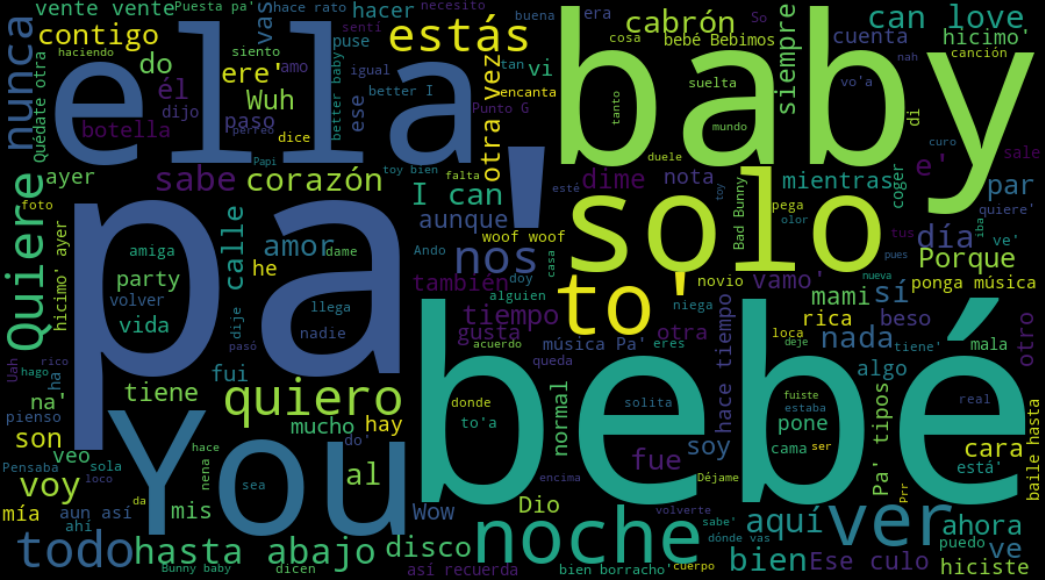 vente vente
Puesta pa'
hace rato
hacer
necesito
buena
era
So
cabrón
can love
nunca
contigo
ella
vas
puse
senti
estás
cosa
bebé Bebimos
baby
siempre
cuenta
hicimo'
haciendo
siento
do
ere'
amo
igual
tan
vi
suelta
nah
canción
Quédate otra
él
Wuh
dijo
better baby
ese
better I
otra vez
encanta
Punto G
tanto
mundo
vo'a
di
botella
paso
perreo
dice
duele
curo
sale
ayer
Papi
toy bien
falta
esté
toy
e'
sabe
corazón
I can
dime
nota
mientras
coger
par
foto
Quiere
pa'
calle
aunque
solo
Bad Bunny
pega
olor
tus
iba
quiere'
hicimo' ayer
amiga
amor
dame
Ando
woof woof
nos
casa
día
ve'
pues
party
he
también
doy
to'
novio
vamo'
Porque
volver
llega
alguien
niega
nueva
ponga música
vida
dije
nadie
tiempo
mami
sí
Uah
rico
pasó
gusta
otra
hace tiempo
rica
beso
otro
acuerdo
música Pa'
eres
loca
nada
tiene'
mala
hago
ha
fui
queda
bebé
deje
algo
na'
tiene
quiero
normal
solita
fuiste
tipos
real
pienso
You
mucho
hay
donde
to'a
estaba
pone
baile hasta
son
veo
hace
do'
soy
cama
ser
cara
Pensaba
sola
loco
nena
sea
al
fue
encima
Déjame
Pa'
está'
voy
da
Prr
mía
aun así
mis
Wow
Dio
volverte
aquí
ver
ahora
ahí
noche
sabe'
dónde vas
puedo
ve
todo
hasta abajo
disco
bien
Ese culo
hiciste
Bunny baby
dicen
asi recuerda
bien borracho'
cuerpo